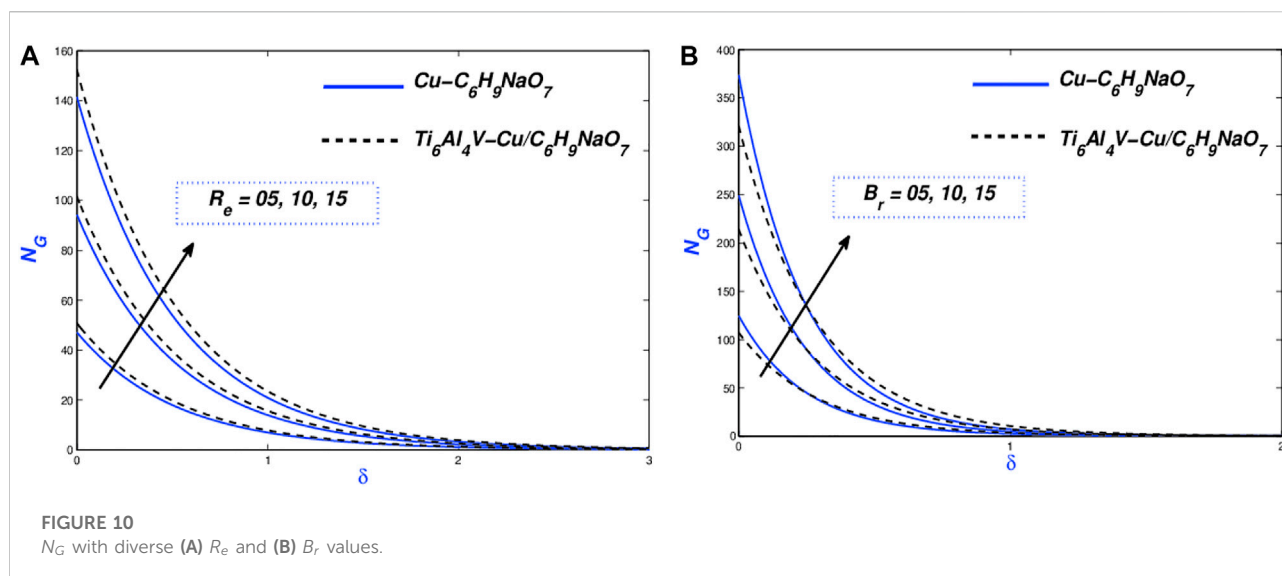 A
160
140
120
100
80
60
40
20
0
N_G
0 1 2 3
δ
Cu–C6H9NaO7
Ti6Al4V–Cu/C6H9NaO7
R_e = 05, 10, 15
B
400
350
300
250
200
150
100
50
0
N_G
0 1 2
δ
Cu–C6H9NaO7
Ti6Al4V–Cu/C6H9NaO7
B_r = 05, 10, 15
FIGURE 10
N_G with diverse (A) R_e and (B) B_r values.